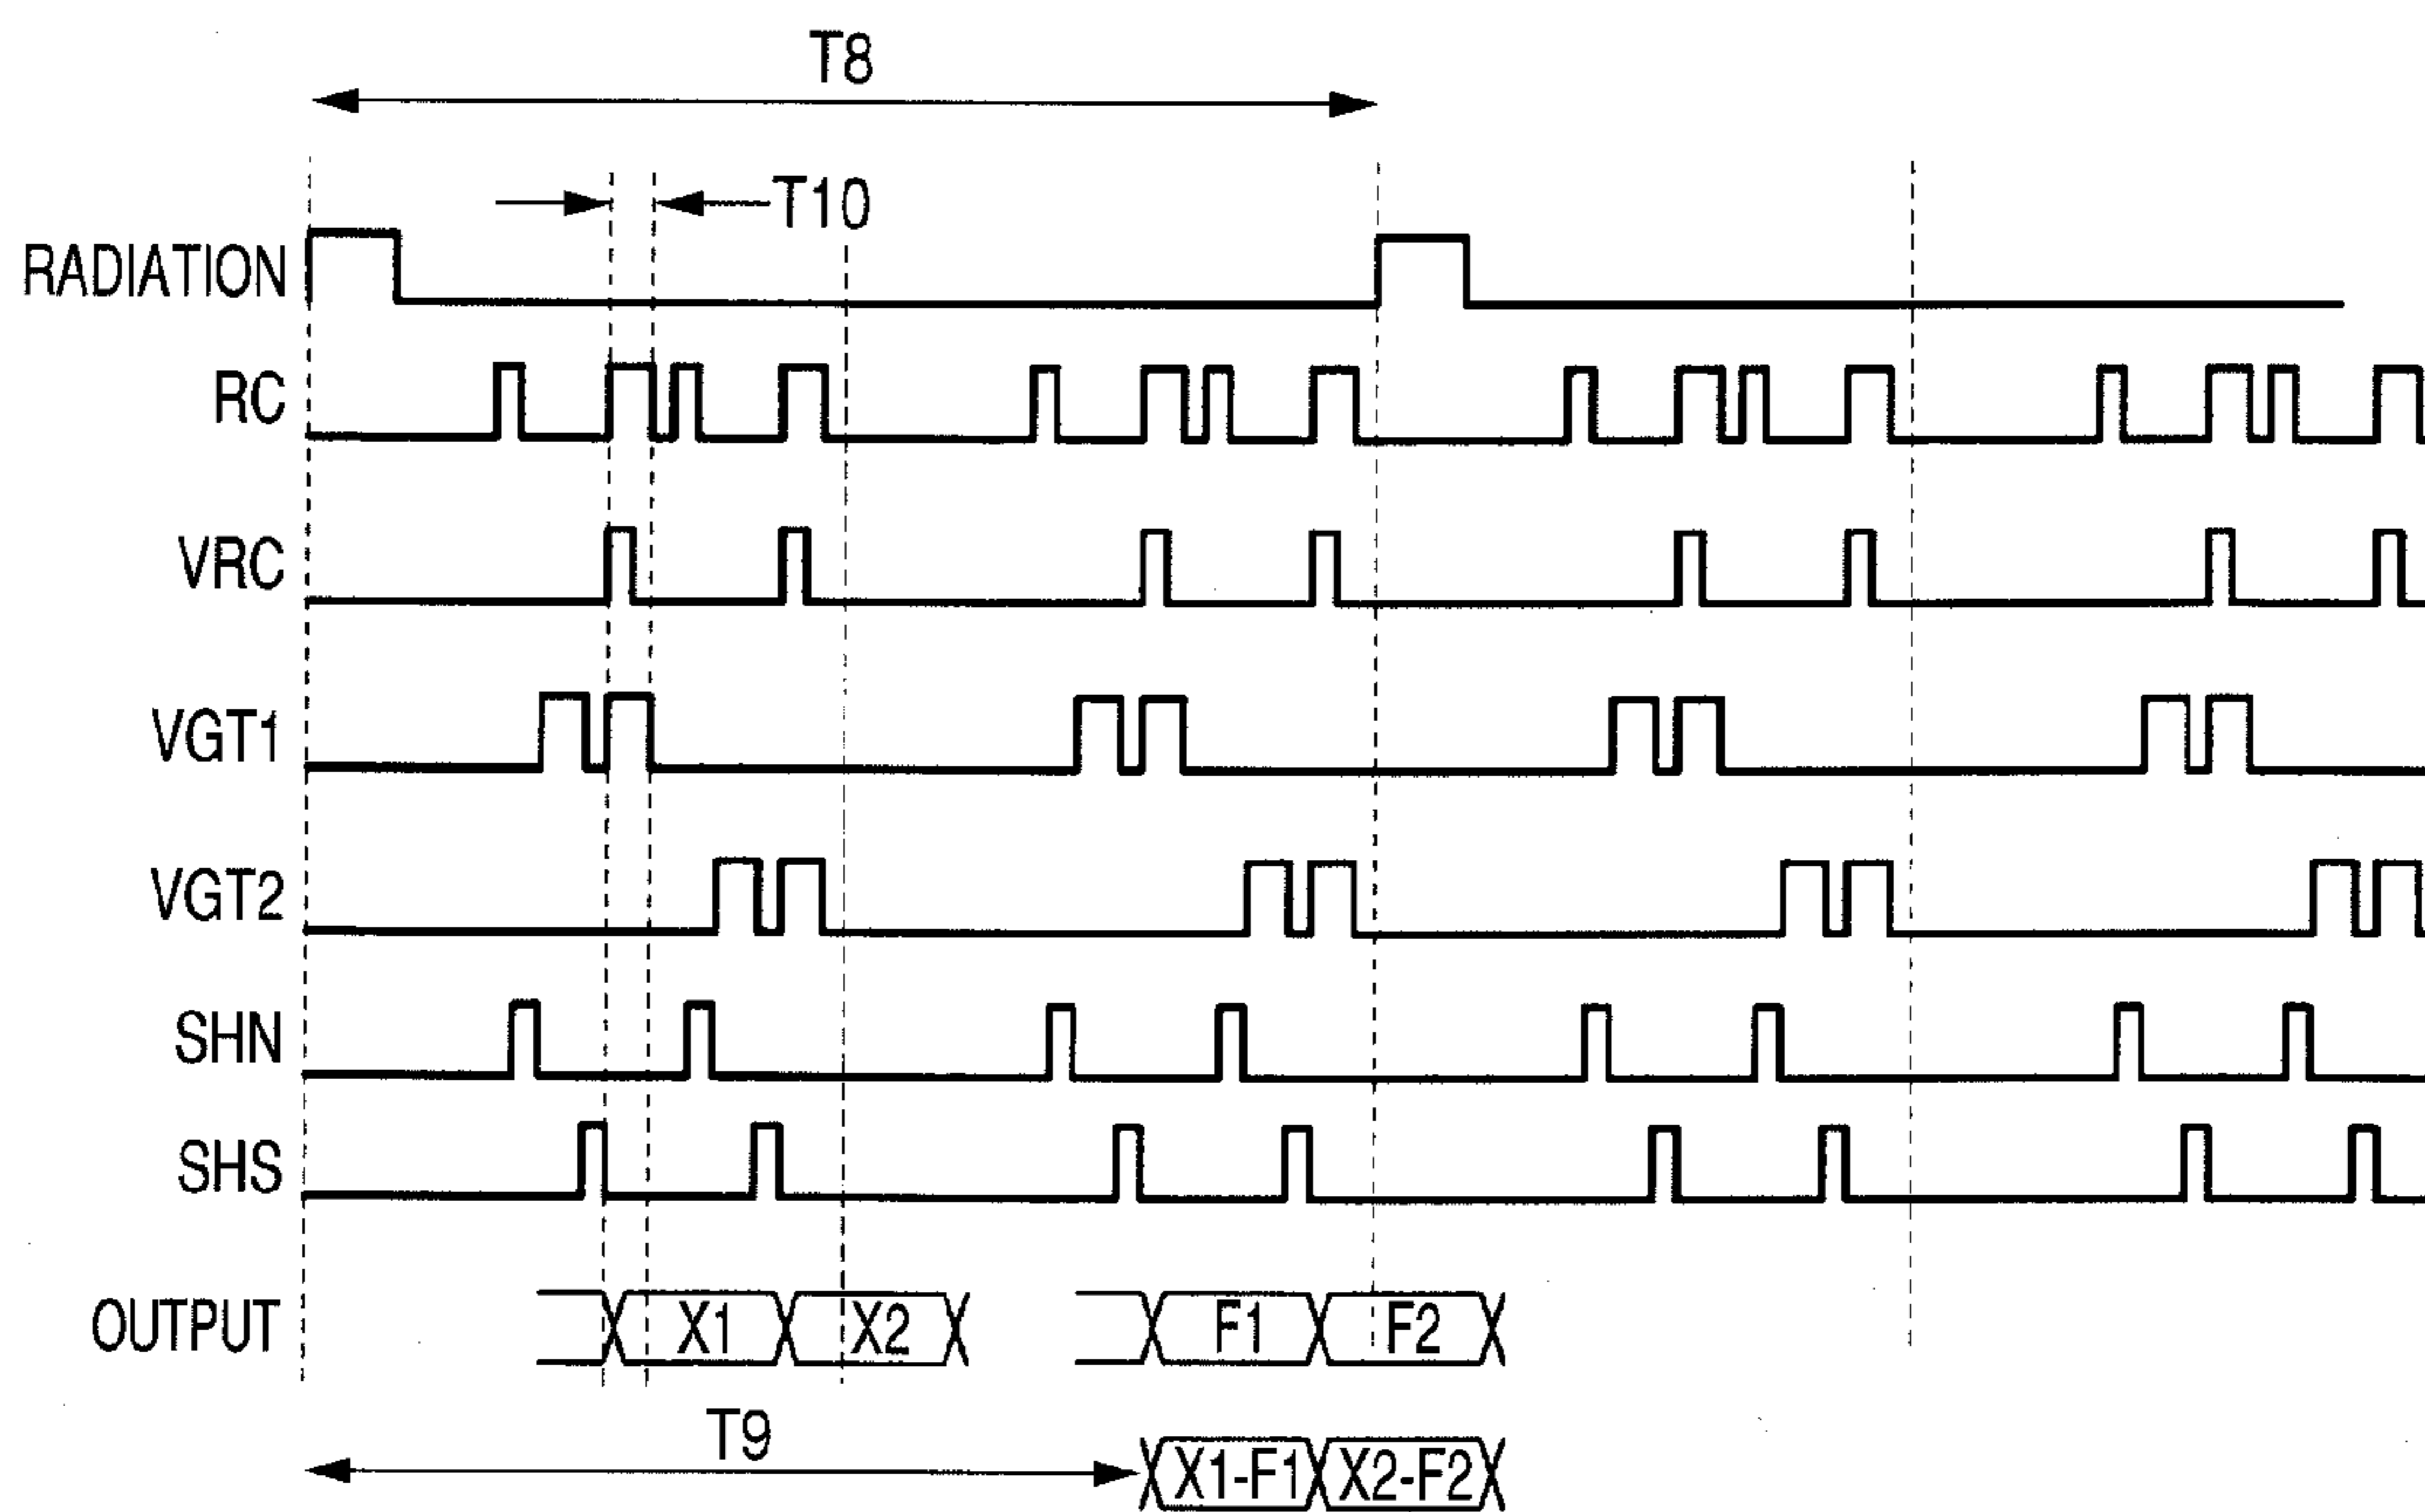 T8
T10
RADIATION
RC
VRC
VGT1
VGT2
SHN
SHS
OUTPUT X1 X2 F1 F2
T9
X1-F1 X2-F2